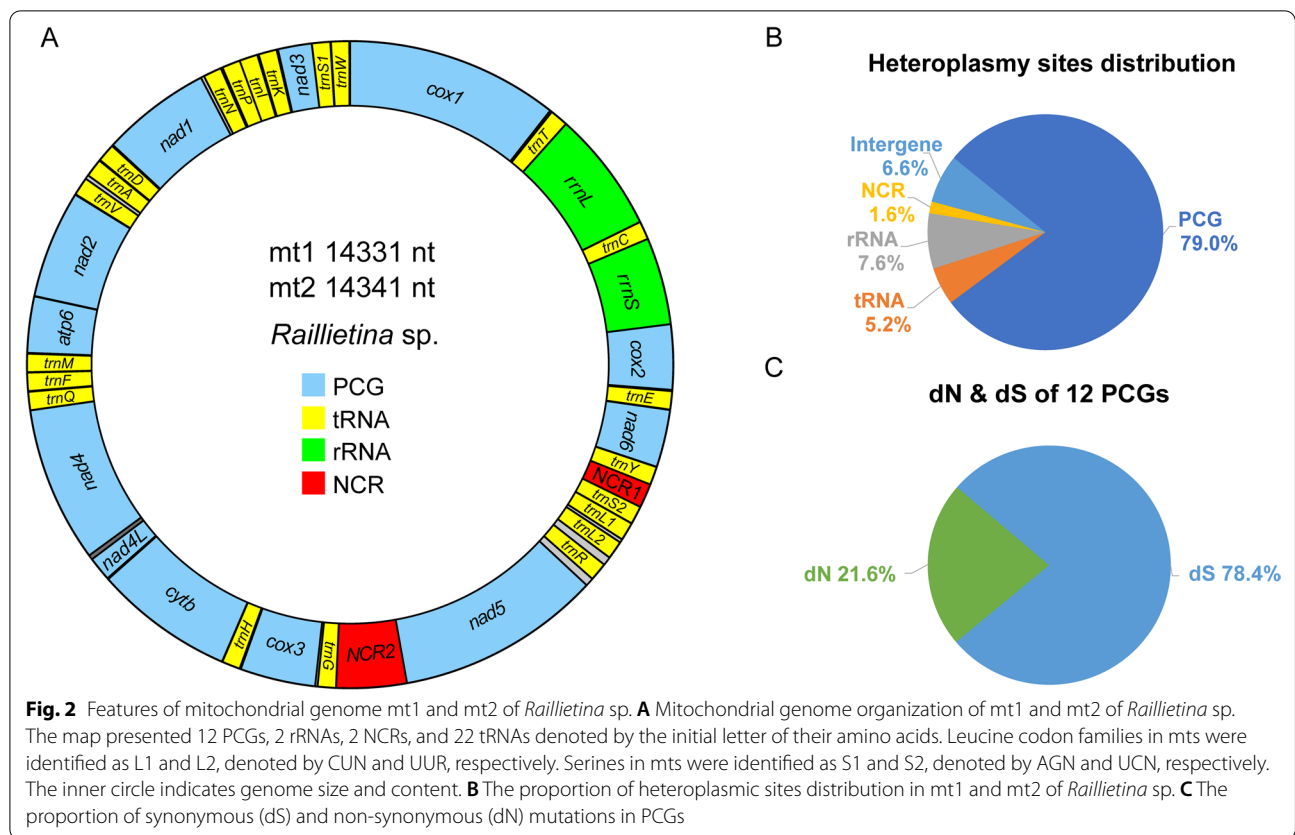 A
cox1
trnT
rrnL
trnC
rrnS
cox2
trnE
nad6
trnY
NCR1
trnS2
trnL1
trnL2
trnR
nad5
NCR2
trnG
cox3
trnH
cytb
nad4L
nad4
trnQ
trnF
trnM
atp6
nad2
trnV
trnA
trnD
nad1
trnN
trnP
trnI
trnK
nad3
trnS1
trnW
mt1 14331 nt
mt2 14341 nt
Raillietina sp.
PCG
tRNA
rRNA
NCR
B
Heteroplasmy sites distribution
Intergene
6.6%
NCR
1.6%
rRNA
7.6%
tRNA
5.2%
PCG
79.0%
C
dN & dS of 12 PCGs
dN 21.6%
dS 78.4%
Fig. 2 Features of mitochondrial genome mt1 and mt2 of Raillietina sp. A Mitochondrial genome organization of mt1 and mt2 of Raillietina sp.
The map presented 12 PCGs, 2 rRNAs, 2 NCRs, and 22 tRNAs denoted by the initial letter of their amino acids. Leucine codon families in mts were
identified as L1 and L2, denoted by CUN and UUR, respectively. Serines in mts were identified as S1 and S2, denoted by AGN and UCN, respectively.
The inner circle indicates genome size and content. B The proportion of heteroplasmic sites distribution in mt1 and mt2 of Raillietina sp. C The
proportion of synonymous (dS) and non-synonymous (dN) mutations in PCGs